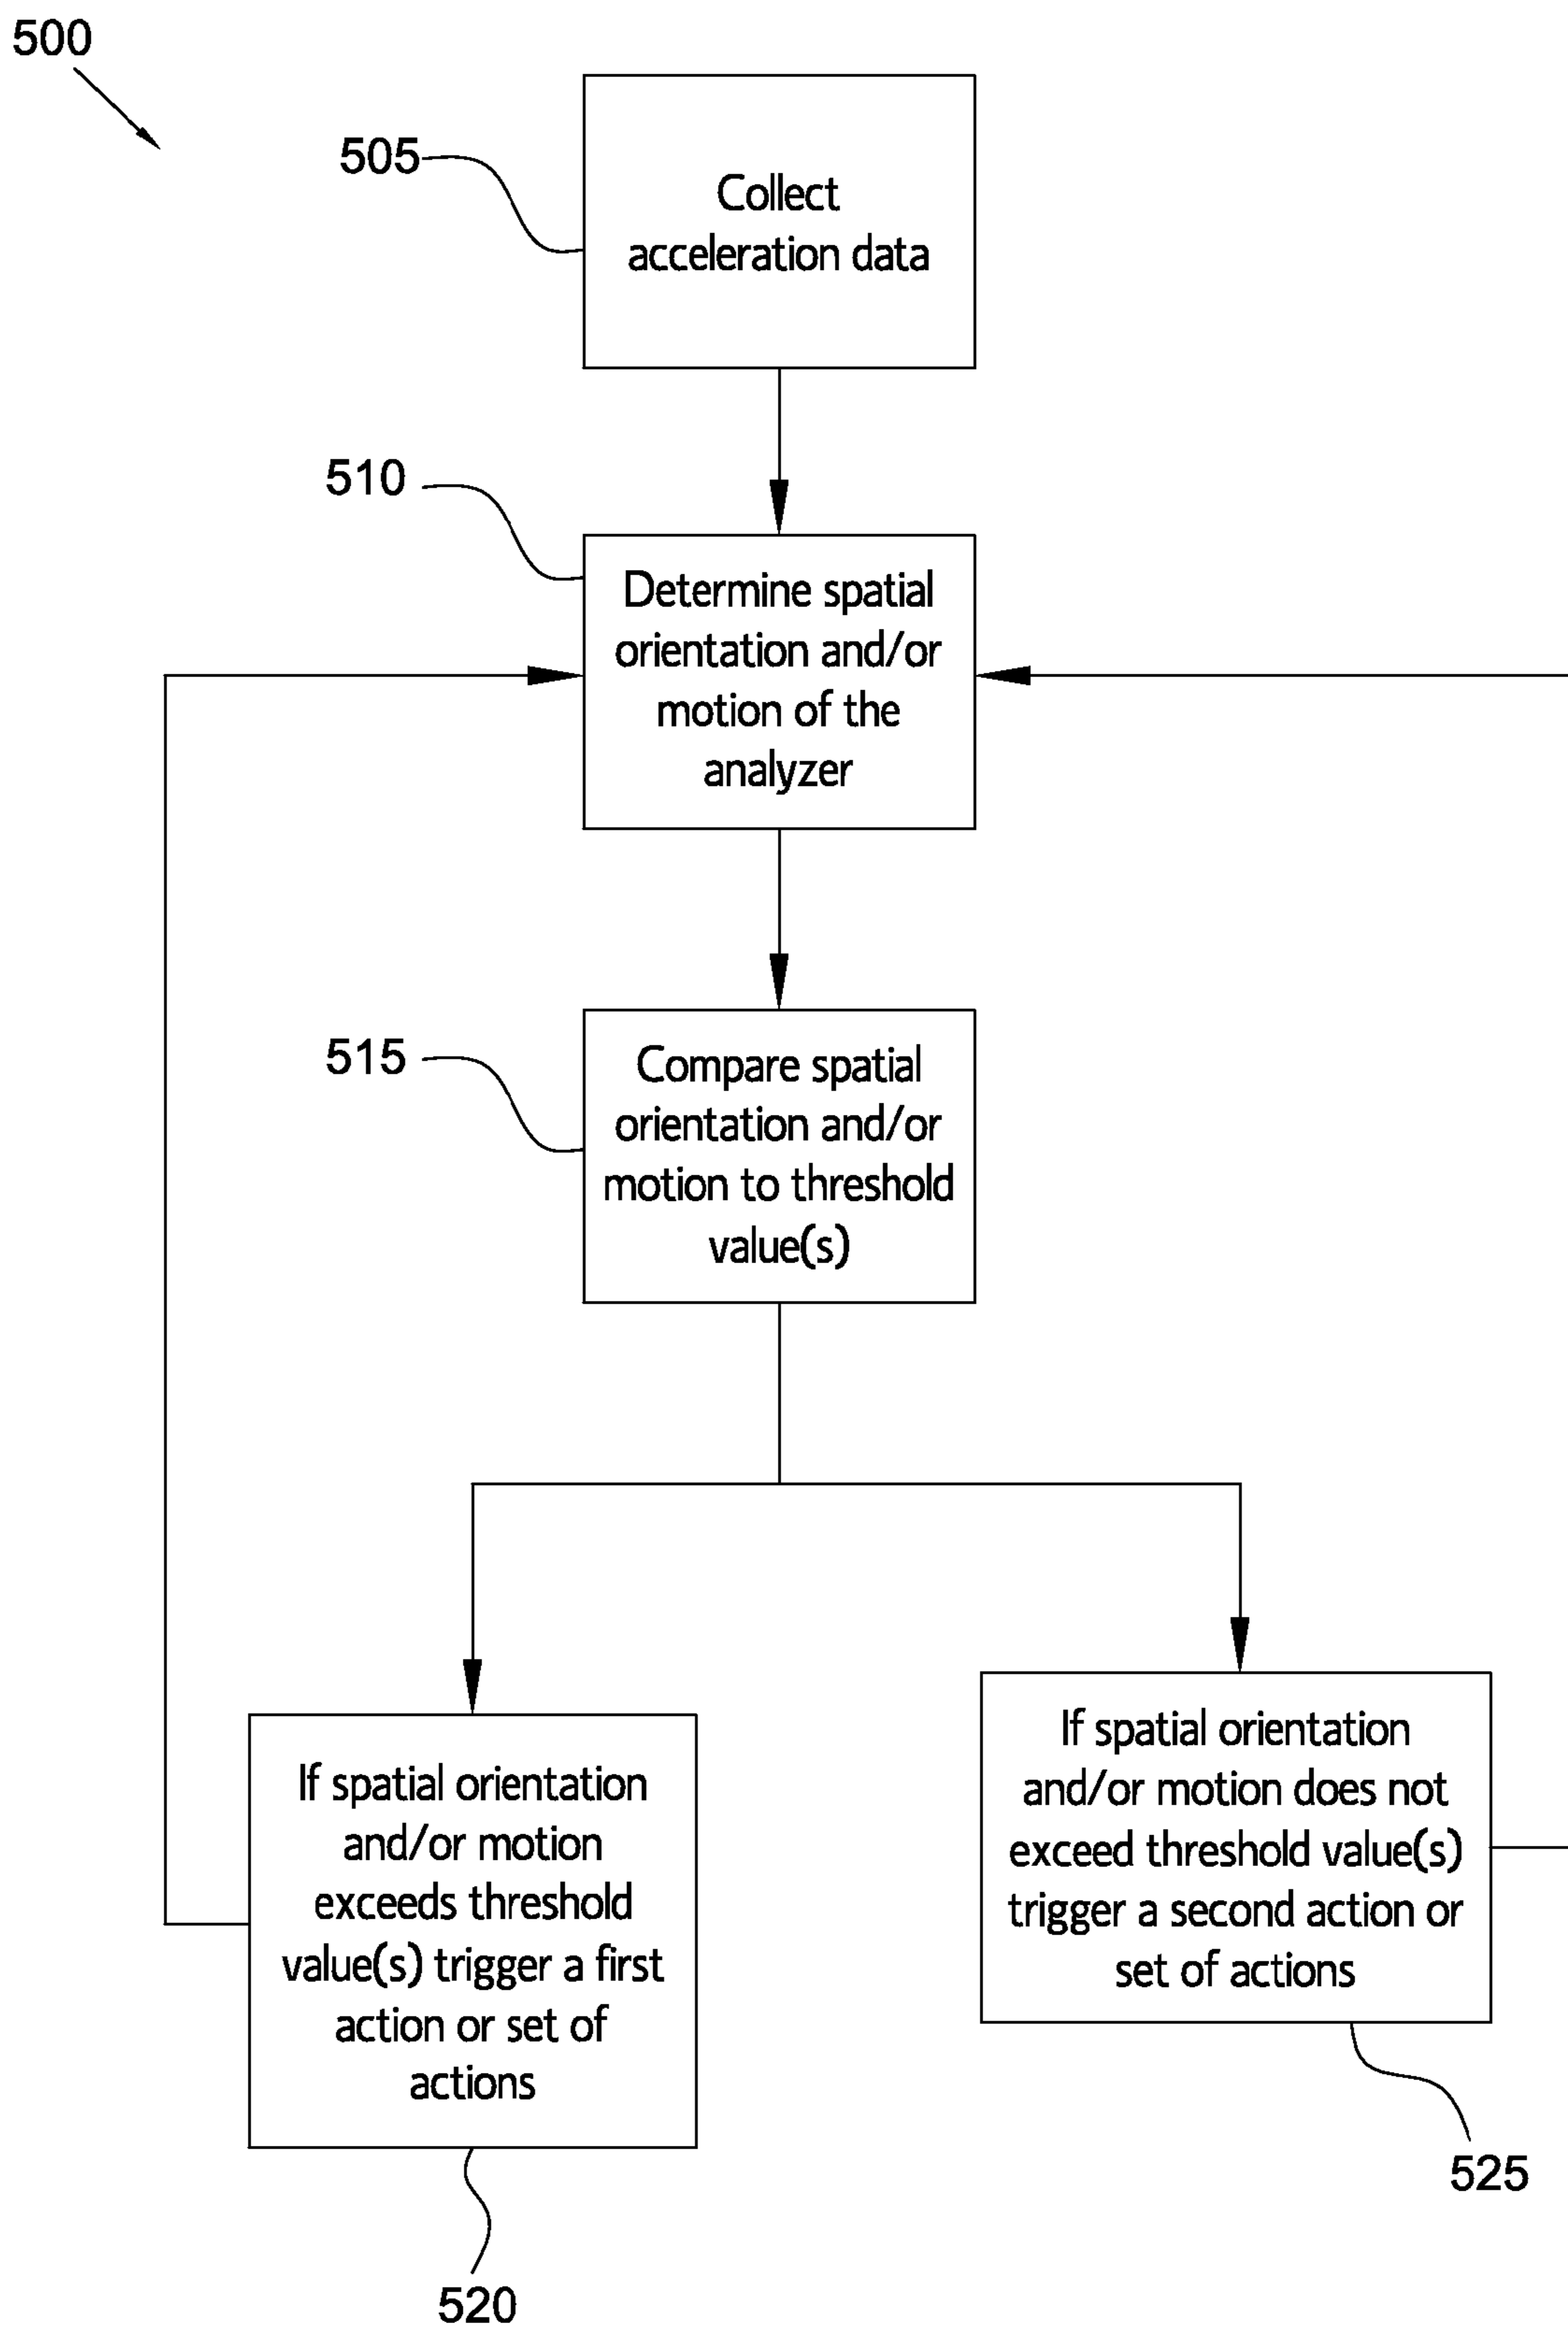 500
505
Collect
acceleration data
510
Determine spatial
orientation and/or
motion of the
analyzer
515
Compare spatial
orientation and/or
motion to threshold
value(s)
If spatial orientation
and/or motion
exceeds threshold
value(s) trigger a first
action or set of
actions
520
If spatial orientation
and/or motion does not
exceed threshold value(s)
trigger a second action or
set of actions
525